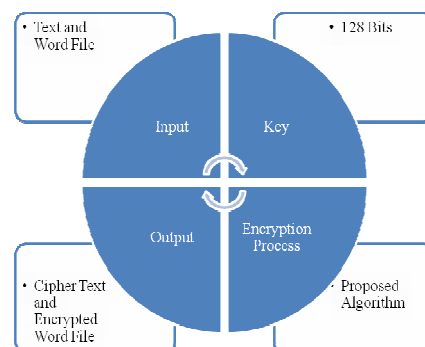 • Text and
Word File
• 128 Bits
Input
Key
Output
Encryption
Process
• Cipher Text
and
Encrypted
Word File
• Proposed
Algorithm